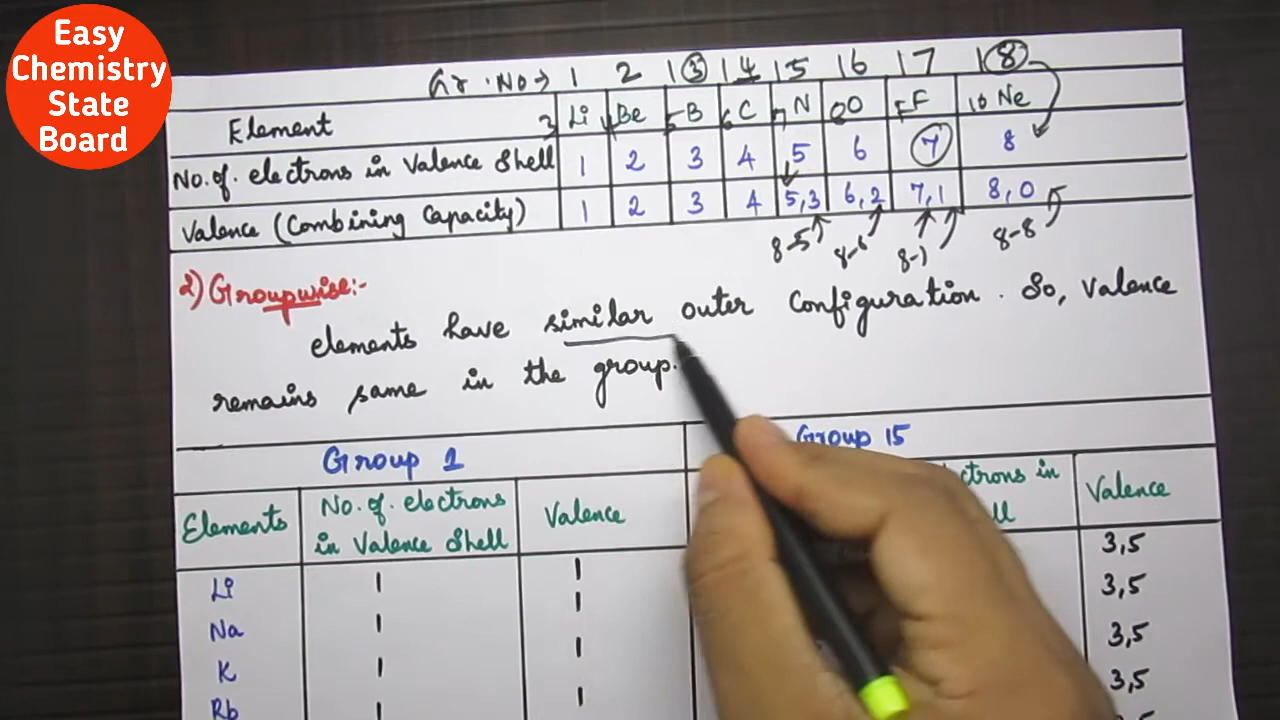 Easy
Chemistry
State
Board
Gr. No → 1 2 13 14 15 16 17 18
Element 3 Li 4 Be 5 B 6 C 7 N 8 O F 10 Ne
No. of. electrons in Valence Shell 1 2 3 4 5 6 7 8
Valence (Combining Capacity) 1 2 3 4 5,3 6,2 7,1 8,0
8-5 8-6 8-7 8-8
2) Groupwise:-
elements have similar outer configuration. So, valence
remains same in the group.
Group 1 Group 15
Elements No. of. electrons in Valence Shell Valence ctrons in ll Valence
3,5
Li 1 1 3,5
Na 1 1 3,5
K 1 1 3,5
Rb 1